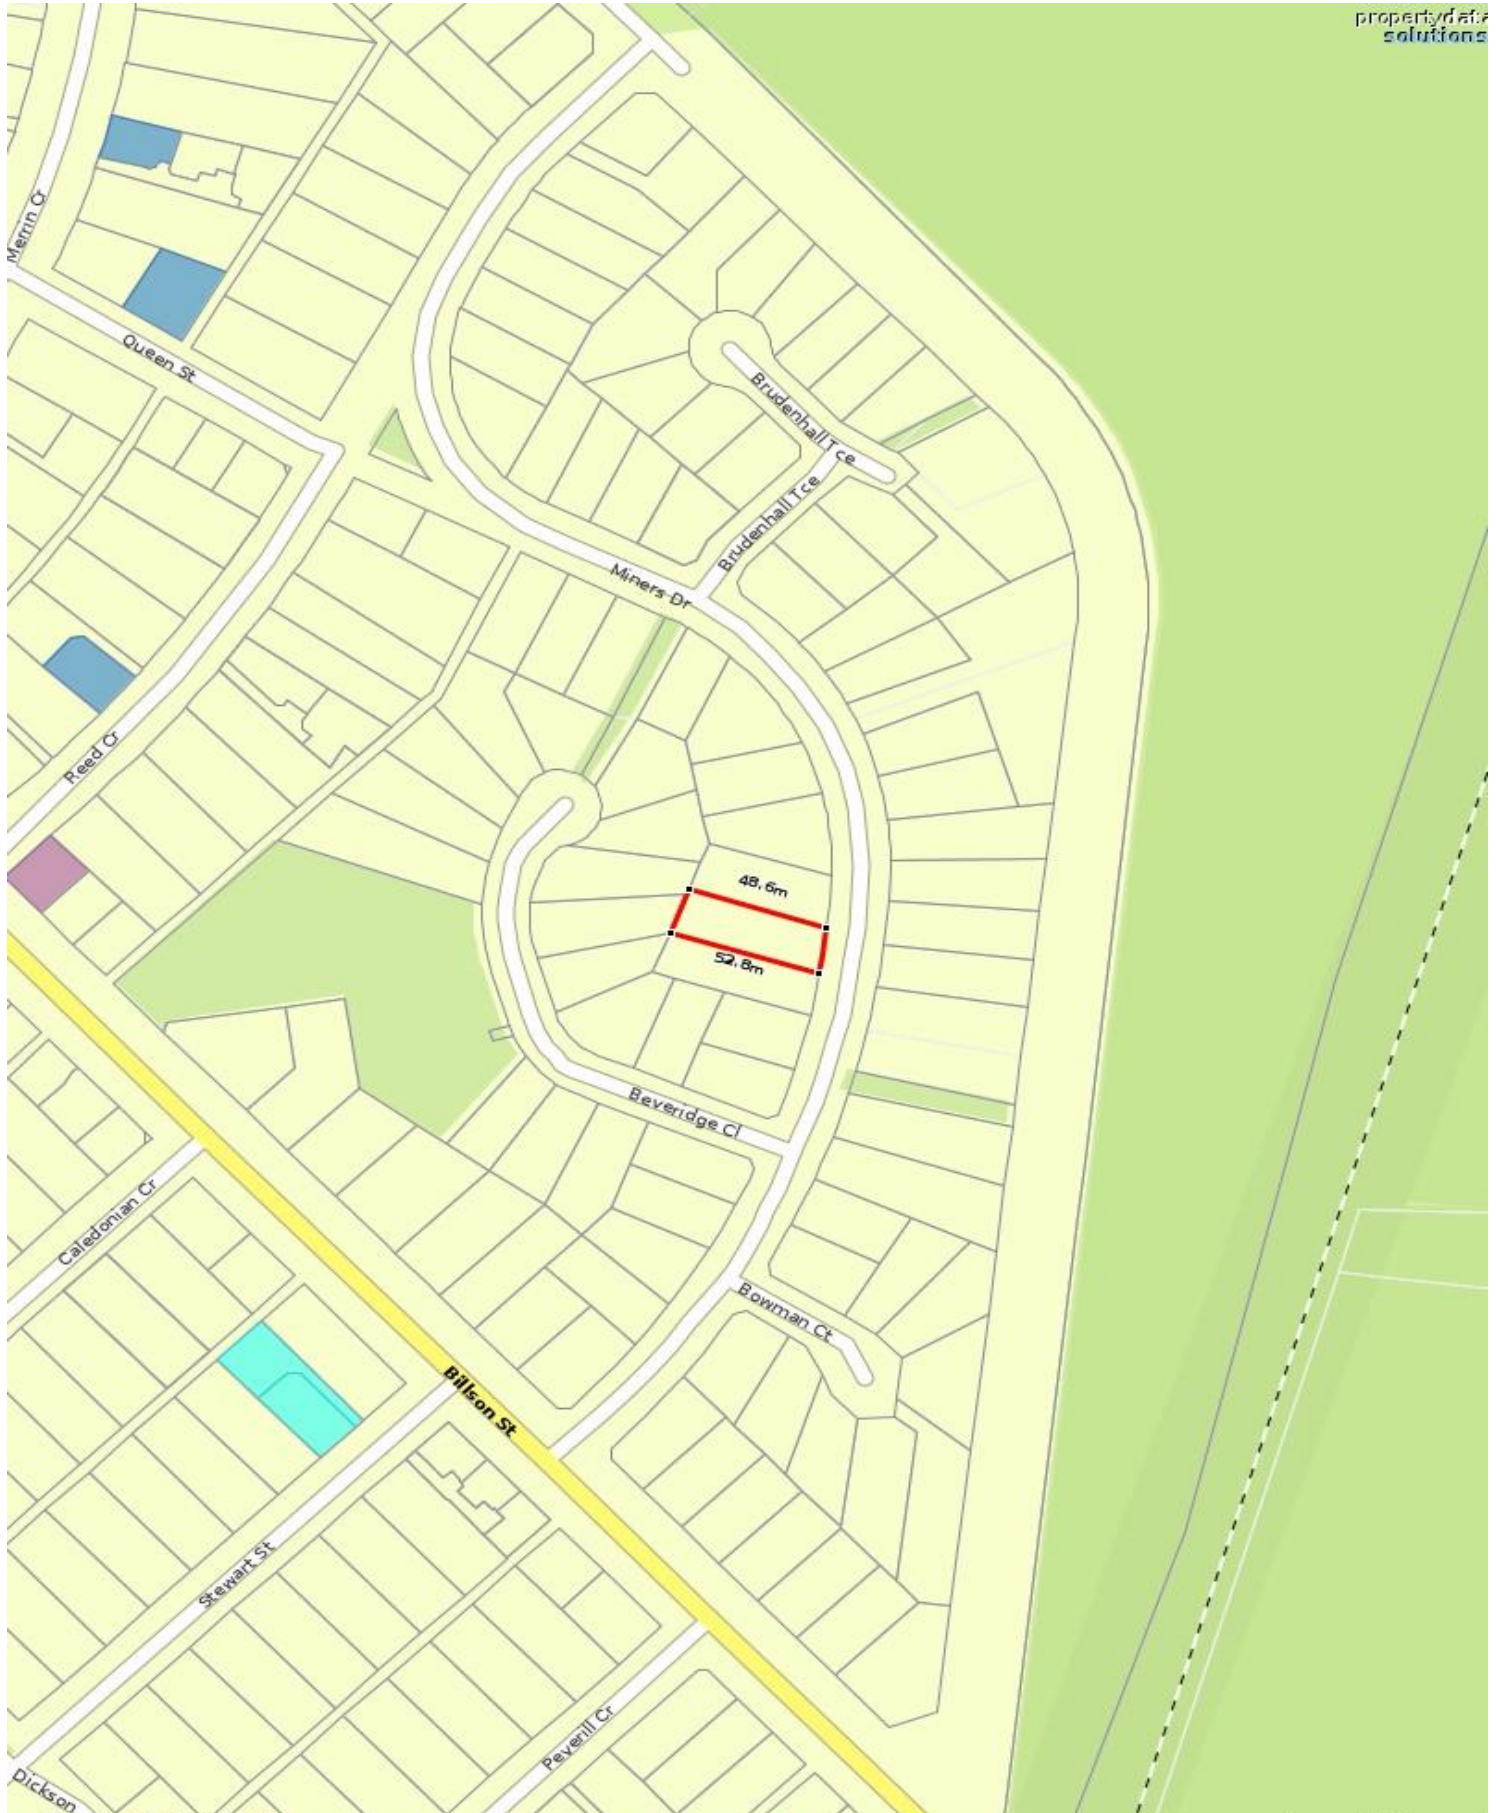 propertydata
solutions
Merrin Cr
Queen St
Brudenhall Tce
Brudenhall Tce
Miners Dr
Reed Cr
48.6m
52.8m
Beveridge Cl
Caledonian Cr
Bowman Ct
Billson St
Stewart St
Peverill Cr
Dickson